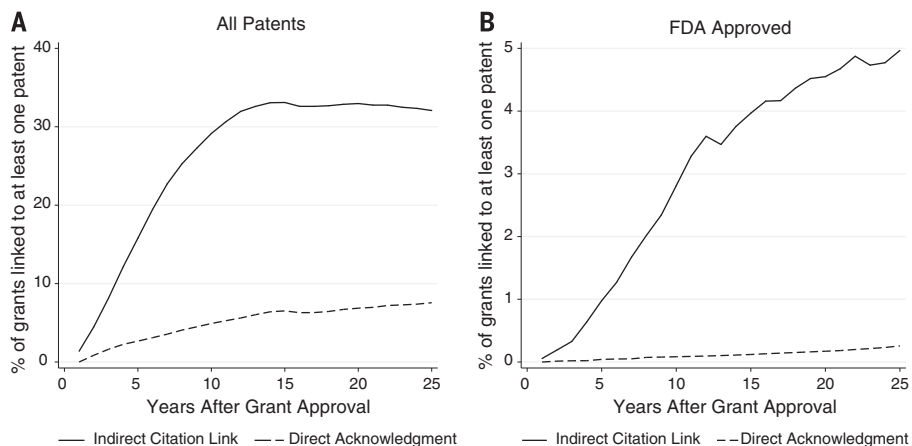 A
All Patents
% of grants linked to at least one patent
40
30
20
10
0
0 5 10 15 20 25
Years After Grant Approval
Indirect Citation Link Direct Acknowledgment
B
FDA Approved
% of grants linked to at least one patent
5
4
3
2
1
0
0 5 10 15 20 25
Years After Grant Approval
Indirect Citation Link Direct Acknowledgment